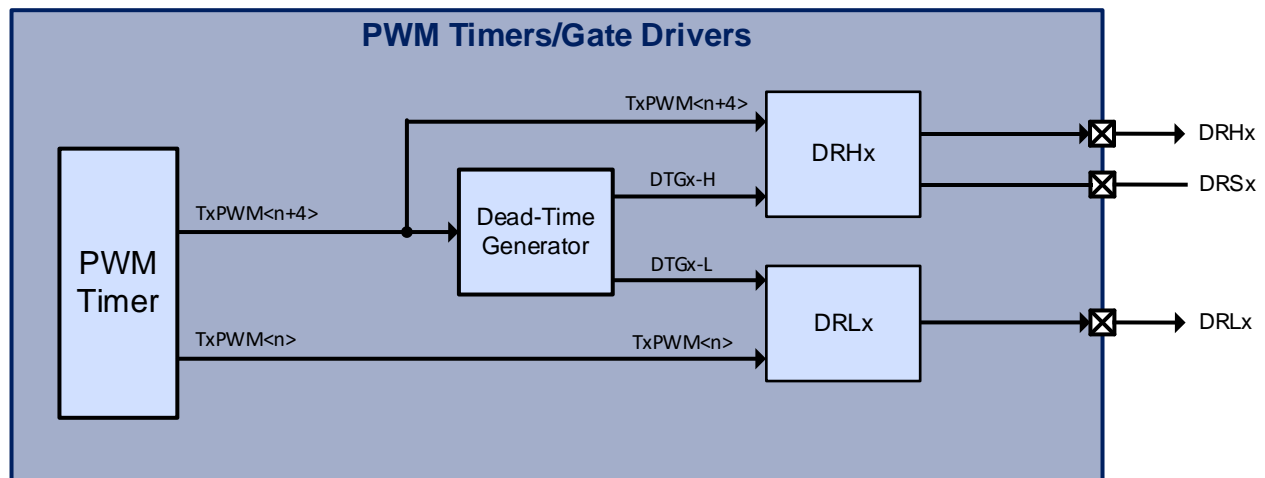 PWM Timers/Gate Drivers
TxPWM<n+4>
DRHx
DRHx
DTGx-H
DRSx
TxPWM<n+4>
Dead-Time
Generator
PWM
Timer
DTGx-L
DRLx
DRLx
TxPWM<n>
TxPWM<n>